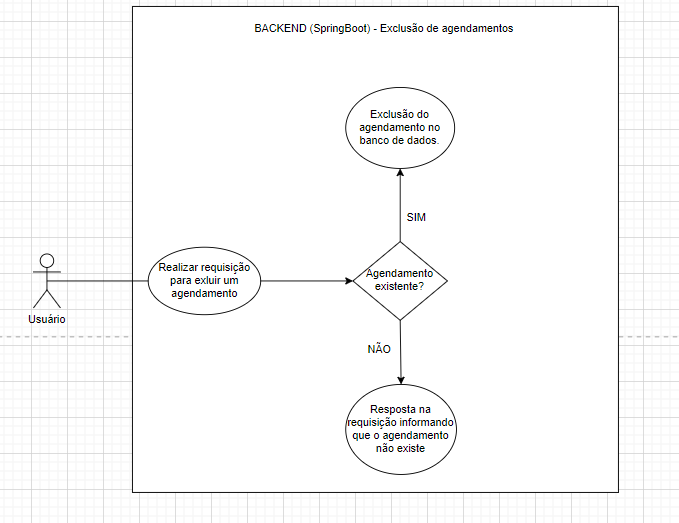 BACKEND (SpringBoot) - Exclusão de agendamentos
Exclusão do
agendamento no
banco de dados.
SIM
Realizar requisição
para exluir um
agendamento
Agendamento
existente?
Usuário
NÃO
Resposta na
requisição informando
que o agendamento
não existe